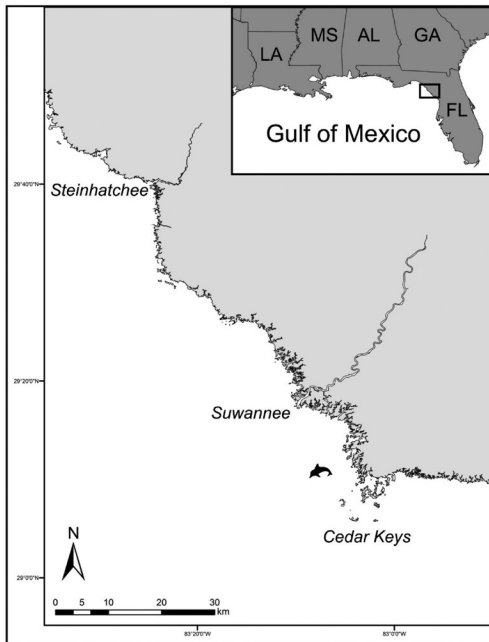 MS AL GA
LA
FL
Gulf of Mexico
29°40'0"N
Steinhatchee
29°20'0"N
Suwannee
Cedar Keys
N
29°0'0"N
0 5 10 20 30
km
83°20'0"W 83°0'0"W